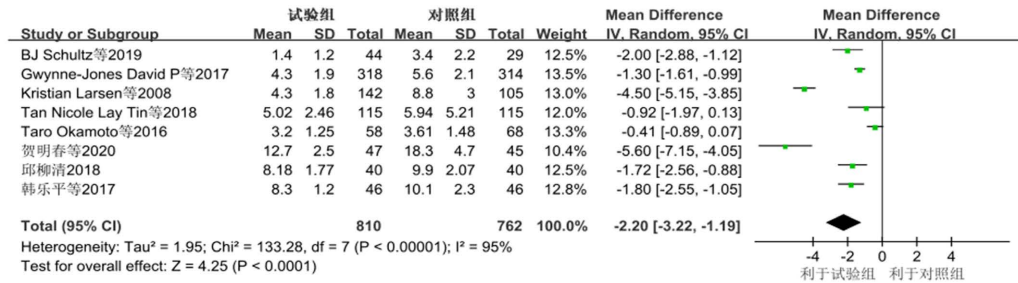 试验组 对照组 Mean Difference Mean Difference
Study or Subgroup Mean SD Total Mean SD Total Weight IV, Random, 95% CI IV, Random, 95% CI
BJ Schultz等2019 1.4 1.2 44 3.4 2.2 29 12.5% -2.00 [-2.88, -1.12]
Gwynne-Jones David P等2017 4.3 1.9 318 5.6 2.1 314 13.5% -1.30 [-1.61, -0.99]
Kristian Larsen等2008 4.3 1.8 142 8.8 3 105 13.0% -4.50 [-5.15, -3.85]
Tan Nicole Lay Tin等2018 5.02 2.46 115 5.94 5.21 115 12.0% -0.92 [-1.97, 0.13]
Taro Okamoto等2016 3.2 1.25 58 3.61 1.48 68 13.3% -0.41 [-0.89, 0.07]
贺明春等2020 12.7 2.5 47 18.3 4.7 45 10.4% -5.60 [-7.15, -4.05]
邱柳清2018 8.18 1.77 40 9.9 2.07 40 12.5% -1.72 [-2.56, -0.88]
韩乐平等2017 8.3 1.2 46 10.1 2.3 46 12.8% -1.80 [-2.55, -1.05]
Total (95% CI) 810 762 100.0% -2.20 [-3.22, -1.19]
Heterogeneity: Tau² = 1.95; Chi² = 133.28, df = 7 (P < 0.00001); I² = 95%
Test for overall effect: Z = 4.25 (P < 0.0001)
-4 -2 0 2 4
利于试验组 利于对照组